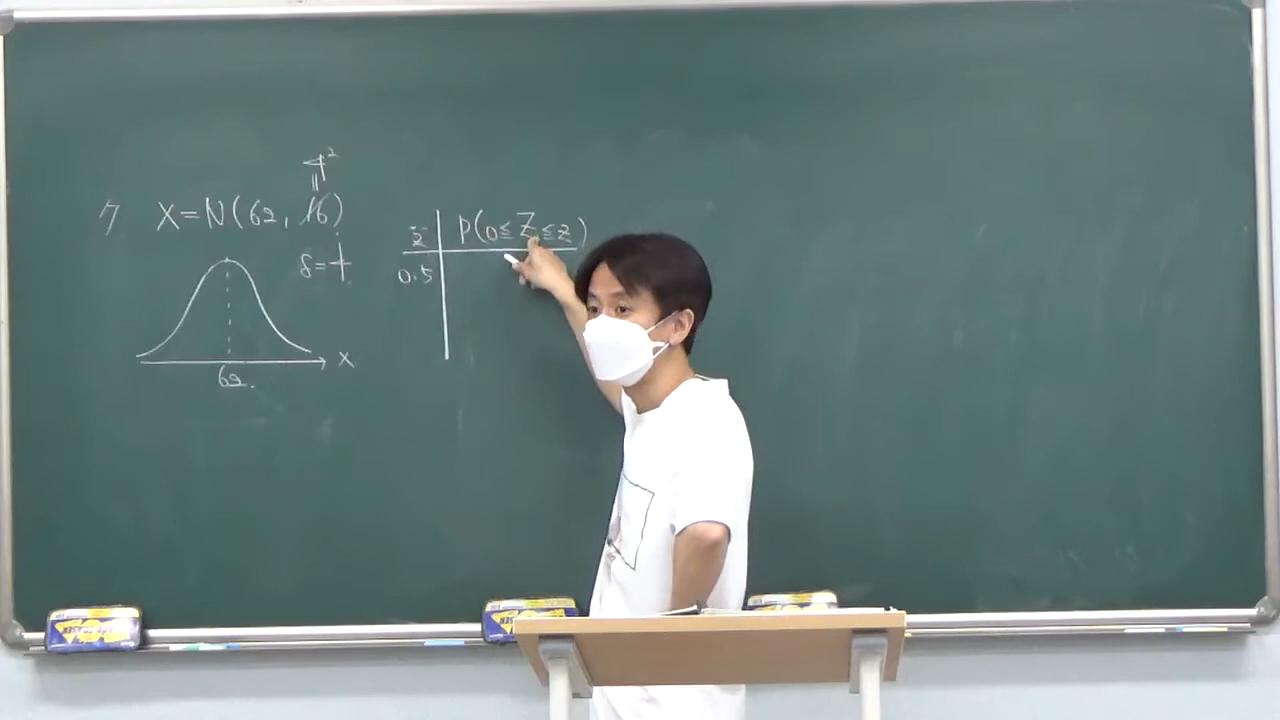 4²
||
7. X=N(62, 16)
σ=4
62 X
z P(0≤Z≤z)
0.5